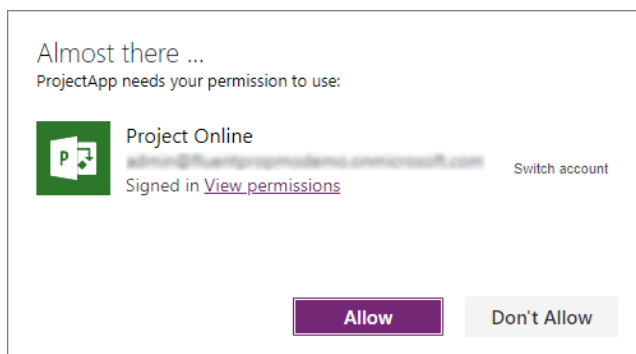 Almost there ...
ProjectApp needs your permission to use:
Project Online
Switch account
Signed in View permissions
Allow
Don't Allow